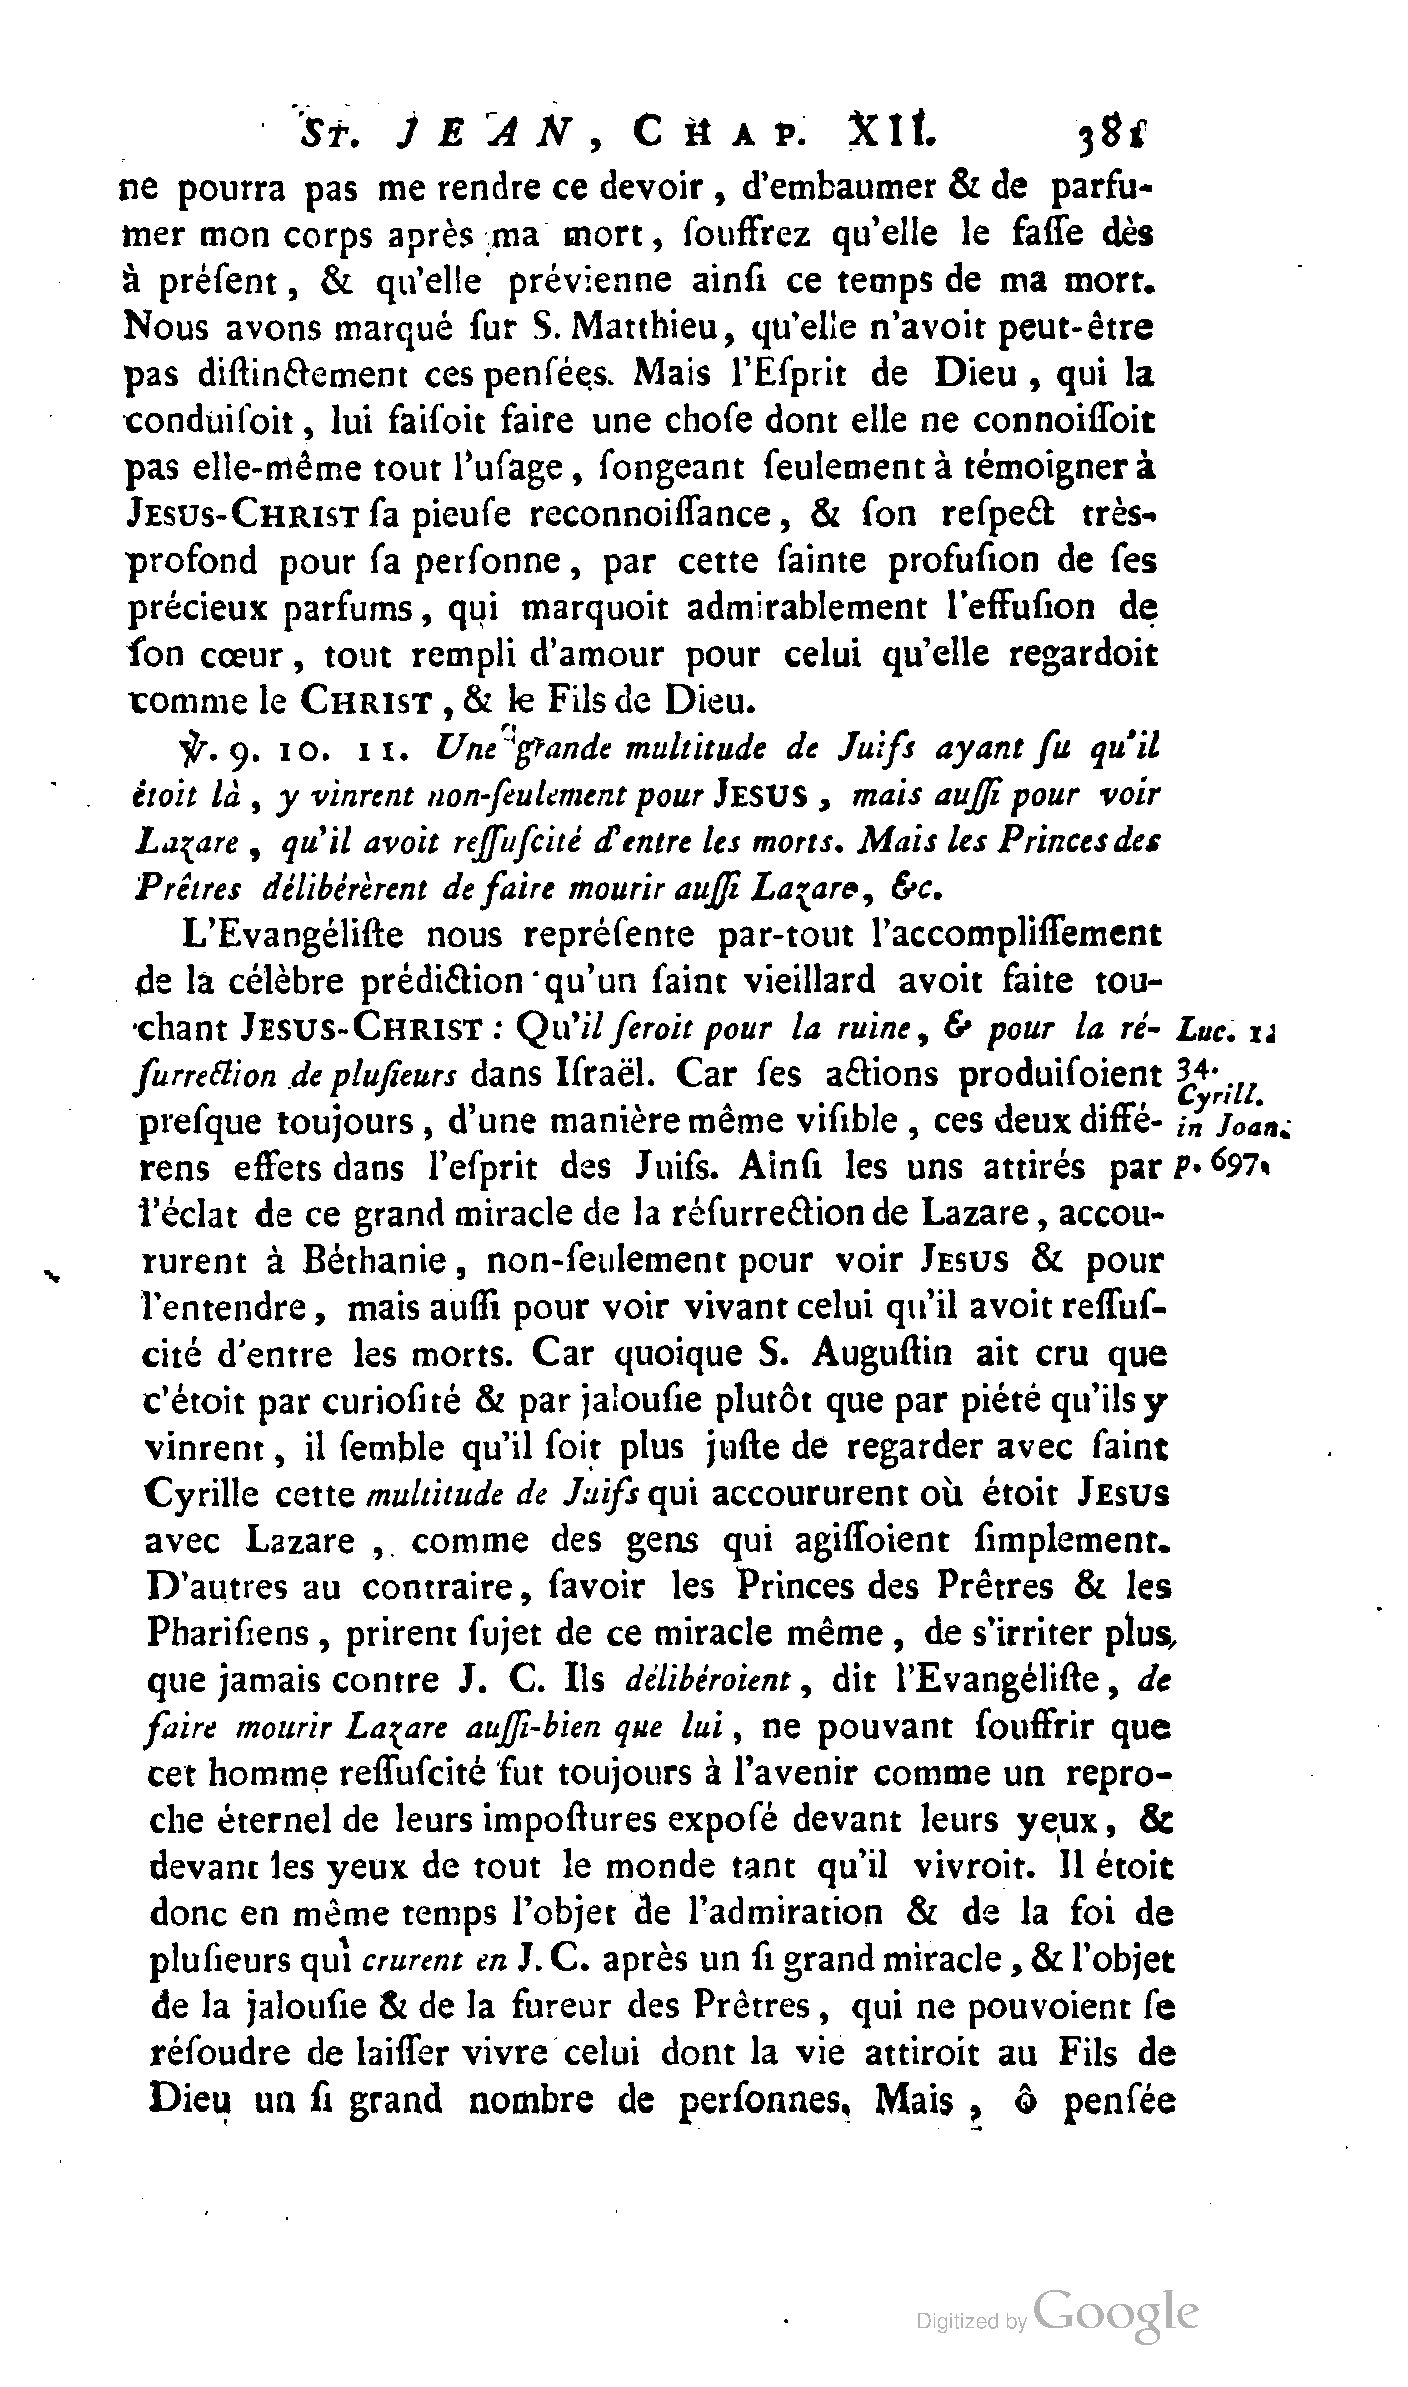 St. JEAN, CHAP. XII. 381
ne pourra pas me rendre ce devoir, d'embaumer & de parfu-
mer mon corps après ma mort, ſouffrez qu'elle le faſſe dès
à préſent, & qu'elle prévienne ainſi ce temps de ma mort.
Nous avons marqué ſur S. Matthieu, qu'elle n'avoit peut-être
pas diſtinctement ces penſées. Mais l'Eſprit de Dieu, qui la
conduiſoit, lui faiſoit faire une choſe dont elle ne connoiſſoit
pas elle-même tout l'uſage, ſongeant ſeulement à témoigner à
JESUS-CHRIST ſa pieuſe reconnoiſſance, & ſon reſpect très-
profond pour ſa perſonne, par cette ſainte profuſion de ſes
précieux parfums, qui marquoit admirablement l'effuſion de
ſon cœur, tout rempli d'amour pour celui qu'elle regardoit
comme le CHRIST, & le Fils de Dieu.
℣. 9. 10. 11. Une grande multitude de Juifs ayant ſu qu'il
étoit là, y vinrent non-ſeulement pour JESUS, mais auſſi pour voir
Lazare, qu'il avoit reſſuſcité d'entre les morts. Mais les Princes des
Prêtres délibérèrent de faire mourir auſſi Lazare, &c.
L'Evangéliſte nous repréſente par-tout l'accompliſſement
de la célèbre prédiction qu'un ſaint vieillard avoit faite tou-
chant JESUS-CHRIST : Qu'il ſeroit pour la ruine, & pour la ré-
ſurrection de pluſieurs dans Iſraël. Car ſes actions produiſoient
preſque toujours, d'une manière même viſible, ces deux diffé-
rens effets dans l'eſprit des Juifs. Ainſi les uns attirés par
l'éclat de ce grand miracle de la réſurrection de Lazare, accou-
rurent à Béthanie, non-ſeulement pour voir JESUS & pour
l'entendre, mais auſſi pour voir vivant celui qu'il avoit reſſuſ-
cité d'entre les morts. Car quoique S. Auguſtin ait cru que
c'étoit par curioſité & par jalouſie plutôt que par piété qu'ils y
vinrent, il ſemble qu'il ſoit plus juſte de regarder avec ſaint
Cyrille cette multitude de Juifs qui accoururent où étoit JESUS
avec Lazare, comme des gens qui agiſſoient ſimplement.
D'autres au contraire, ſavoir les Princes des Prêtres & les
Phariſiens, prirent ſujet de ce miracle même, de s'irriter plus
que jamais contre J. C. Ils délibéroient, dit l'Evangéliſte, de
faire mourir Lazare auſſi-bien que lui, ne pouvant ſouffrir que
cet homme reſſuſcité fut toujours à l'avenir comme un repro-
che éternel de leurs impoſtures expoſé devant leurs yeux, &
devant les yeux de tout le monde tant qu'il vivroit. Il étoit
donc en même temps l'objet de l'admiration & de la foi de
pluſieurs qui crurent en J. C. après un ſi grand miracle, & l'objet
de la jalouſie & de la fureur des Prêtres, qui ne pouvoient ſe
réſoudre de laiſſer vivre celui dont la vie attiroit au Fils de
Dieu un ſi grand nombre de perſonnes. Mais, ô penſée
Luc.
34.
Cyrill.
in Joan.
p. 697.
Digitized by Google